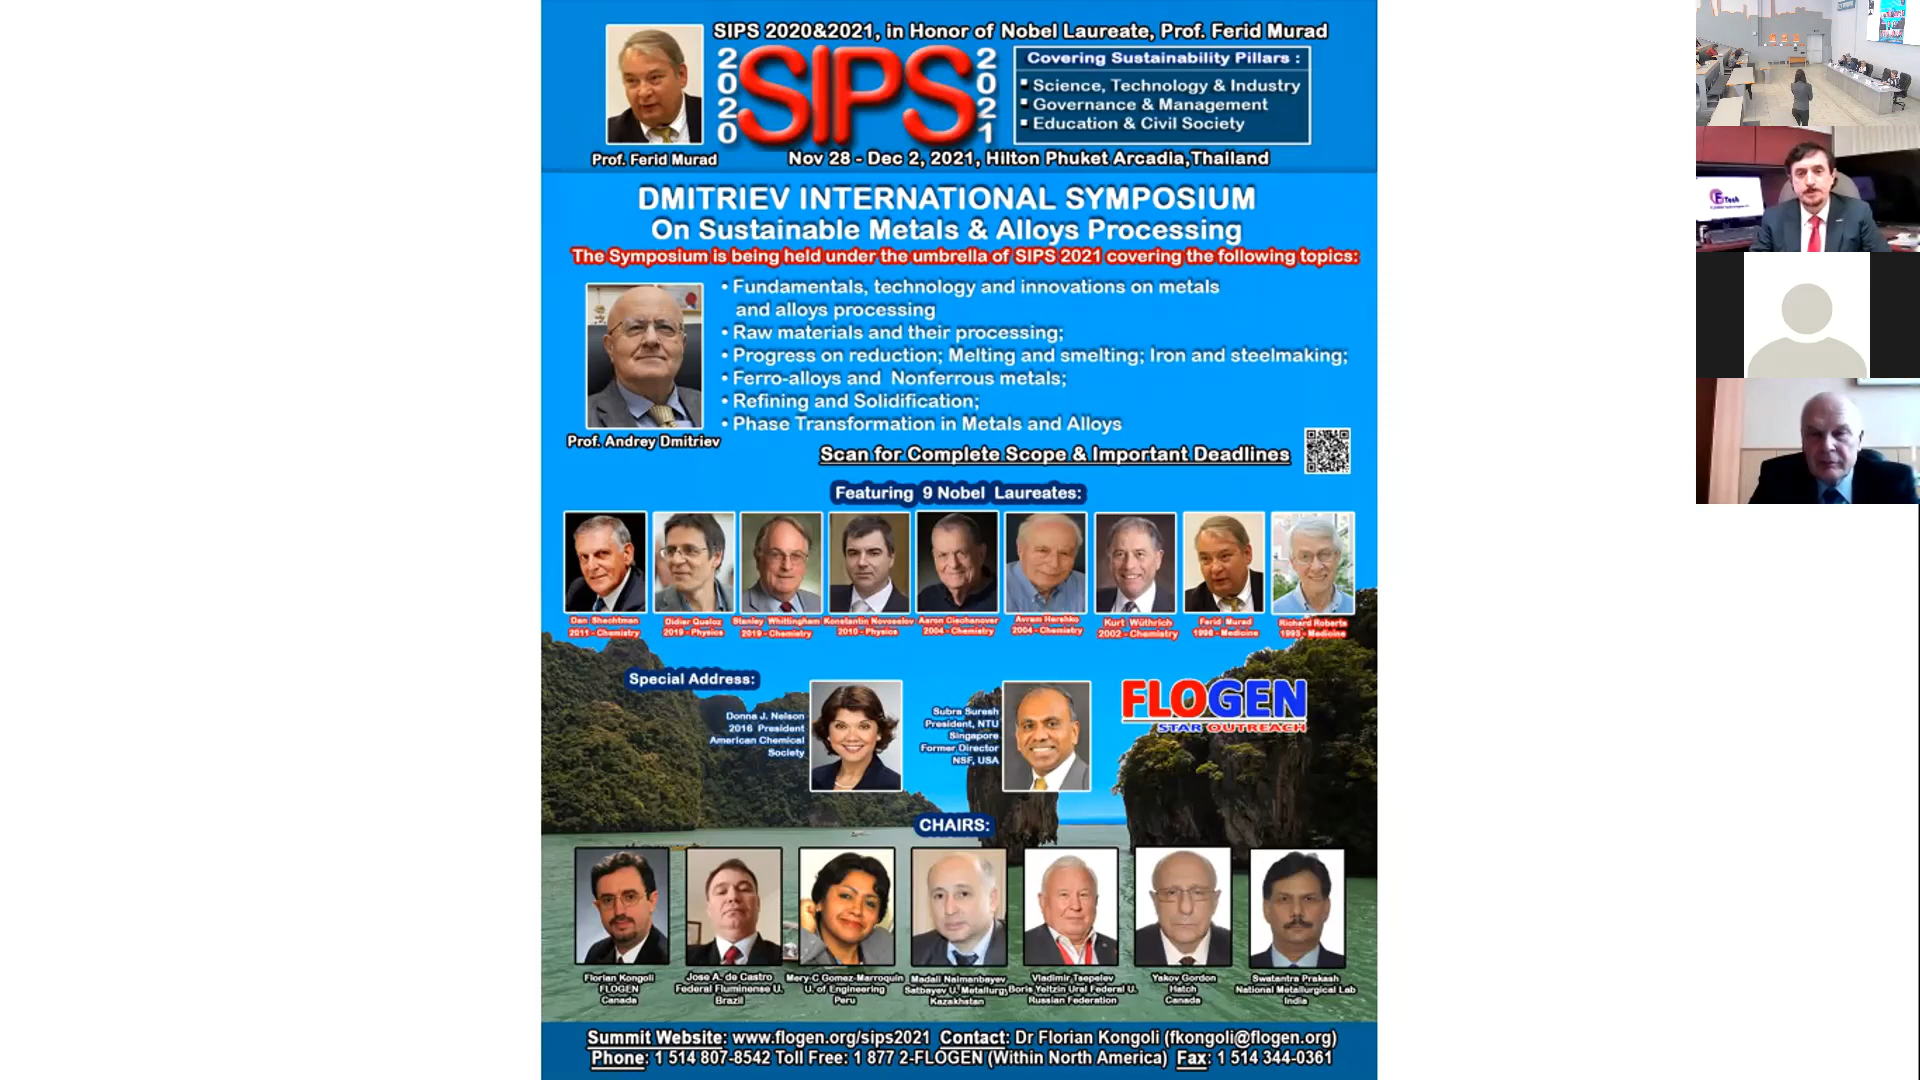 SIPS 2020&2021, in Honor of Nobel Laureate, Prof. Ferid Murad
2020
SIPS
2021
Covering Sustainability Pillars :
▪ Science, Technology & Industry
▪ Governance & Management
▪ Education & Civil Society
Prof. Ferid Murad
Nov 28 - Dec 2, 2021, Hilton Phuket Arcadia,Thailand
DMITRIEV INTERNATIONAL SYMPOSIUM
On Sustainable Metals & Alloys Processing
The Symposium is being held under the umbrella of SIPS 2021 covering the following topics:
• Fundamentals, technology and innovations on metals
and alloys processing
• Raw materials and their processing;
• Progress on reduction; Melting and smelting; Iron and steelmaking;
• Ferro-alloys and Nonferrous metals;
• Refining and Solidification;
• Phase Transformation in Metals and Alloys
Prof. Andrey Dmitriev
Scan for Complete Scope & Important Deadlines
Featuring 9 Nobel Laureates:
Dan Shechtman
2011 - Chemistry
Didier Queloz
2019 - Physics
Stanley Whittingham
2019 - Chemistry
Konstantin Novoselov
2010 - Physics
Aaron Ciechanover
2004 - Chemistry
Avram Hershko
2004 - Chemistry
Kurt Wüthrich
2002 - Chemistry
Ferid Murad
1998 - Medicine
Richard Roberts
1993 - Medicine
Special Address:
Donna J. Nelson
2016 President
American Chemical
Society
Subra Suresh
President, NTU
Singapore
Former Director
NSF, USA
FLOGEN
STAR OUTREACH
CHAIRS:
Florian Kongoli
FLOGEN
Canada
Jose A. de Castro
Federal Fluminense U.
Brazil
Mery-C Gomez-Marroquin
U. of Engineering
Peru
Madali Naimanbayev
Satbayev U. Metallurg
Kazakhstan
Vladimir Tsepelev
Boris Yeltzin Ural Federal U.
Russian Federation
Yakov Gordon
Hatch
Canada
Swatantra Prakash
National Metallurgical Lab
India
Summit Website: www.flogen.org/sips2021 Contact: Dr Florian Kongoli (fkongoli@flogen.org)
Phone: 1 514 807-8542 Toll Free: 1 877 2-FLOGEN (Within North America) Fax: 1 514 344-0361